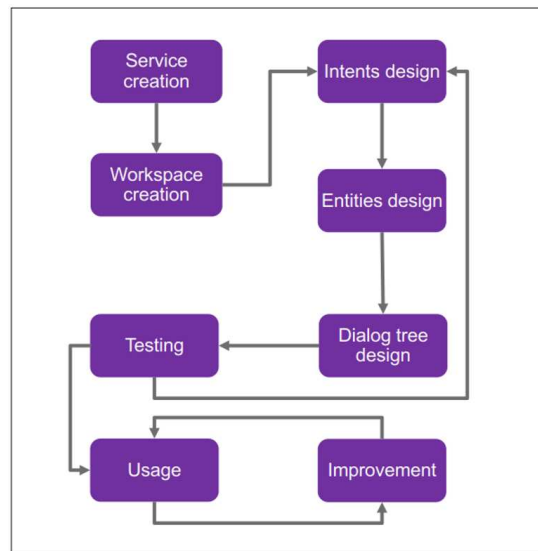 Service
creation
Intents design
Workspace
creation
Entities design
Testing
Dialog tree
design
Usage
Improvement